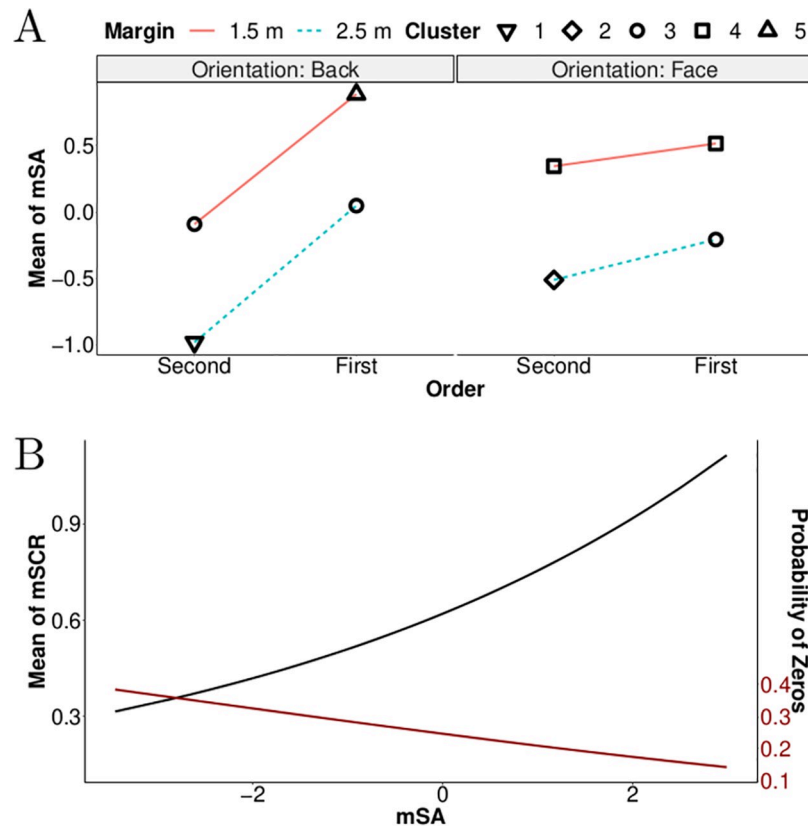 A
Margin 1.5 m 2.5 m Cluster 1 2 3 4 5
Orientation: Back Orientation: Face
Mean of mSA
0.5
0.0
−0.5
−1.0
Second First Second First
Order
B
Mean of mSCR
0.9
0.6
0.3
Probability of Zeros
0.4
0.3
0.2
0.1
−2 0 2
mSA